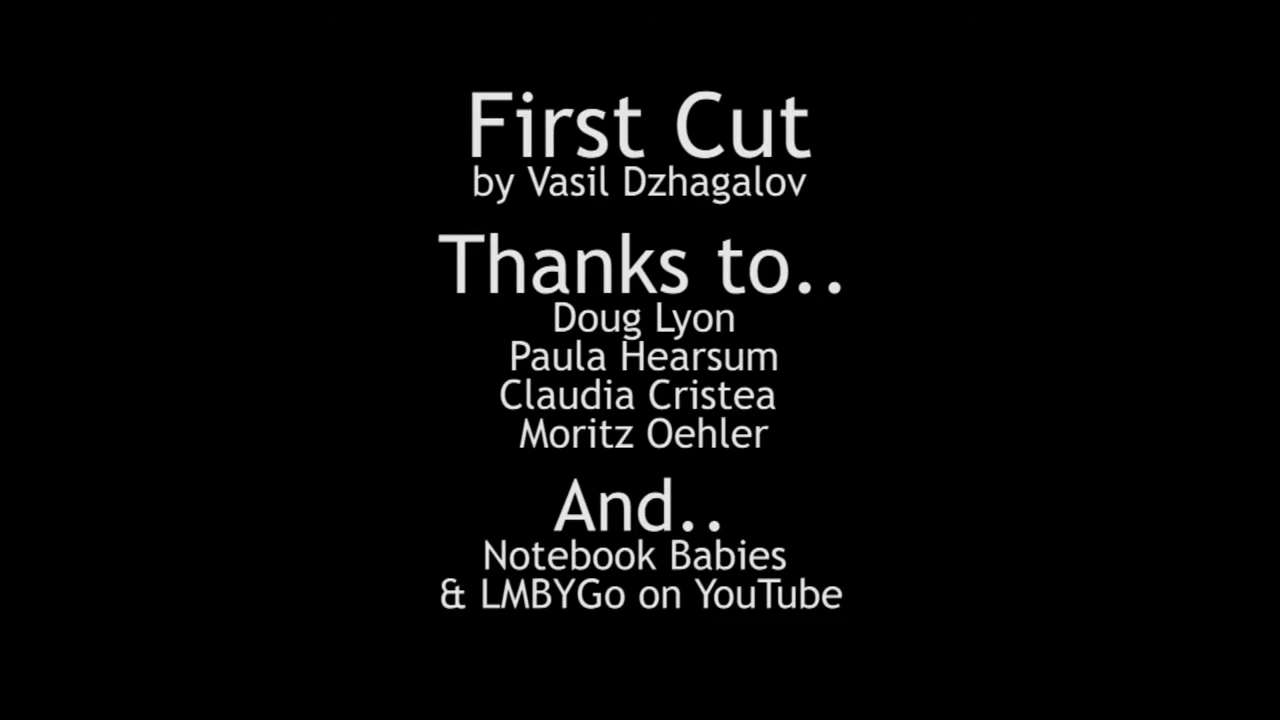 First Cut
by Vasil Dzhagalov
Thanks to..
Doug Lyon
Paula Hearsum
Claudia Cristea
Moritz Oehler
And..
Notebook Babies
& LMBYGo on YouTube